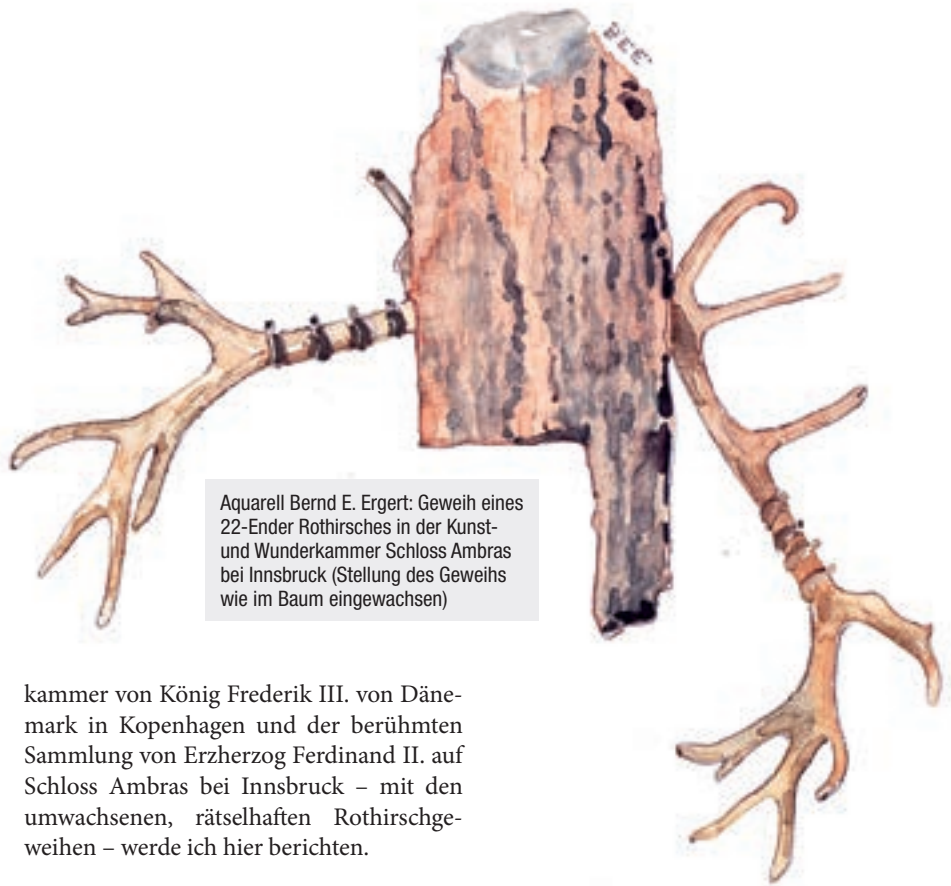 Aquarell Bernd E. Ergert: Geweih eines
22-Ender Rothirsches in der Kunst-
und Wunderkammer Schloss Ambras
bei Innsbruck (Stellung des Geweihs
wie im Baum eingewachsen)
kammer von König Frederik III. von Däne-
mark in Kopenhagen und der berühmten
Sammlung von Erzherzog Ferdinand II. auf
Schloss Ambras bei Innsbruck – mit den
umwachsenen, rätselhaften Rothirschge-
weihen – werde ich hier berichten.